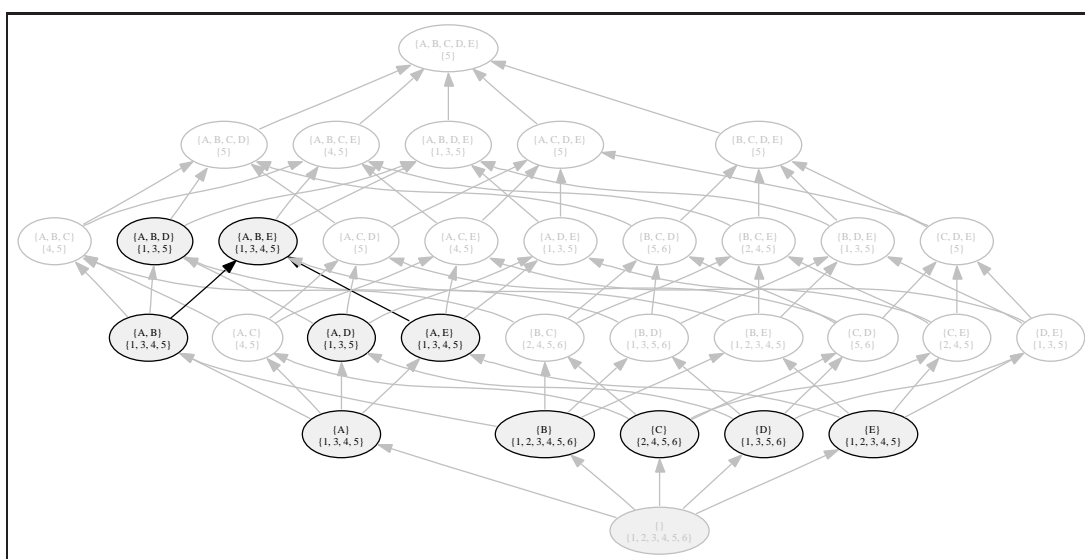 {A, B, C, D, E}
{5}
{A, B, C, D}
{5}
{A, B, C, E}
{4, 5}
{A, B, D, E}
{1, 3, 5}
{A, C, D, E}
{5}
{B, C, D, E}
{5}
{A, B, C}
{4, 5}
{A, B, D}
{1, 3, 5}
{A, B, E}
{1, 3, 4, 5}
{A, C, D}
{5}
{A, C, E}
{4, 5}
{A, D, E}
{1, 3, 5}
{B, C, D}
{5, 6}
{B, C, E}
{2, 4, 5}
{B, D, E}
{1, 3, 5}
{C, D, E}
{5}
{A, B}
{1, 3, 4, 5}
{A, C}
{4, 5}
{A, D}
{1, 3, 5}
{A, E}
{1, 3, 4, 5}
{B, C}
{2, 4, 5, 6}
{B, D}
{1, 3, 5, 6}
{B, E}
{1, 2, 3, 4, 5}
{C, D}
{5, 6}
{C, E}
{2, 4, 5}
{D, E}
{1, 3, 5}
{A}
{1, 3, 4, 5}
{B}
{1, 2, 3, 4, 5, 6}
{C}
{2, 4, 5, 6}
{D}
{1, 3, 5, 6}
{E}
{1, 2, 3, 4, 5}
{}
{1, 2, 3, 4, 5, 6}